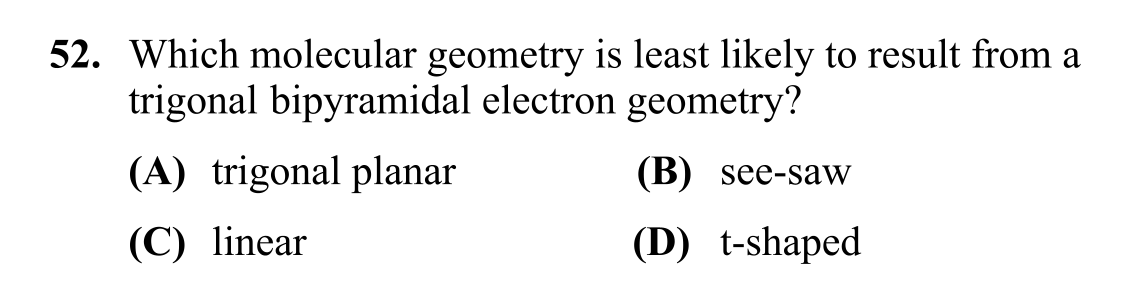 52. Which molecular geometry is least likely to result from a
trigonal bipyramidal electron geometry?
(A) trigonal planar (B) see-saw
(C) linear (D) t-shaped